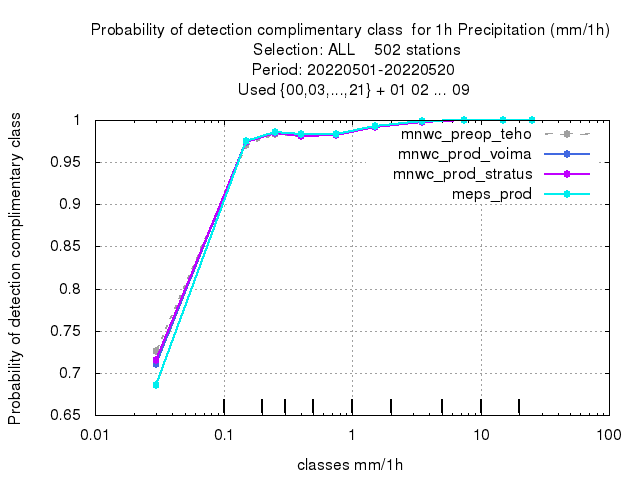 Probability of detection complimentary class  for 1h Precipitation (mm/1h)
Selection: ALL    502 stations
Period: 20220501-20220520
Used {00,03,...,21} + 01 02 ... 09
Probability of detection complimentary class
1
0.95
0.9
0.85
0.8
0.75
0.7
0.65
mnwc_preop_teho
mnwc_prod_voima
mnwc_prod_stratus
meps_prod
0.01 0.1 1 10 100
classes mm/1h